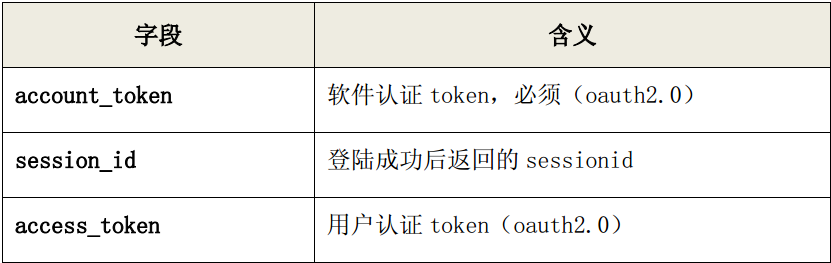 字段 含义
account_token 软件认证 token，必须（oauth2.0）
session_id 登陆成功后返回的 sessionid
access_token 用户认证 token（oauth2.0）